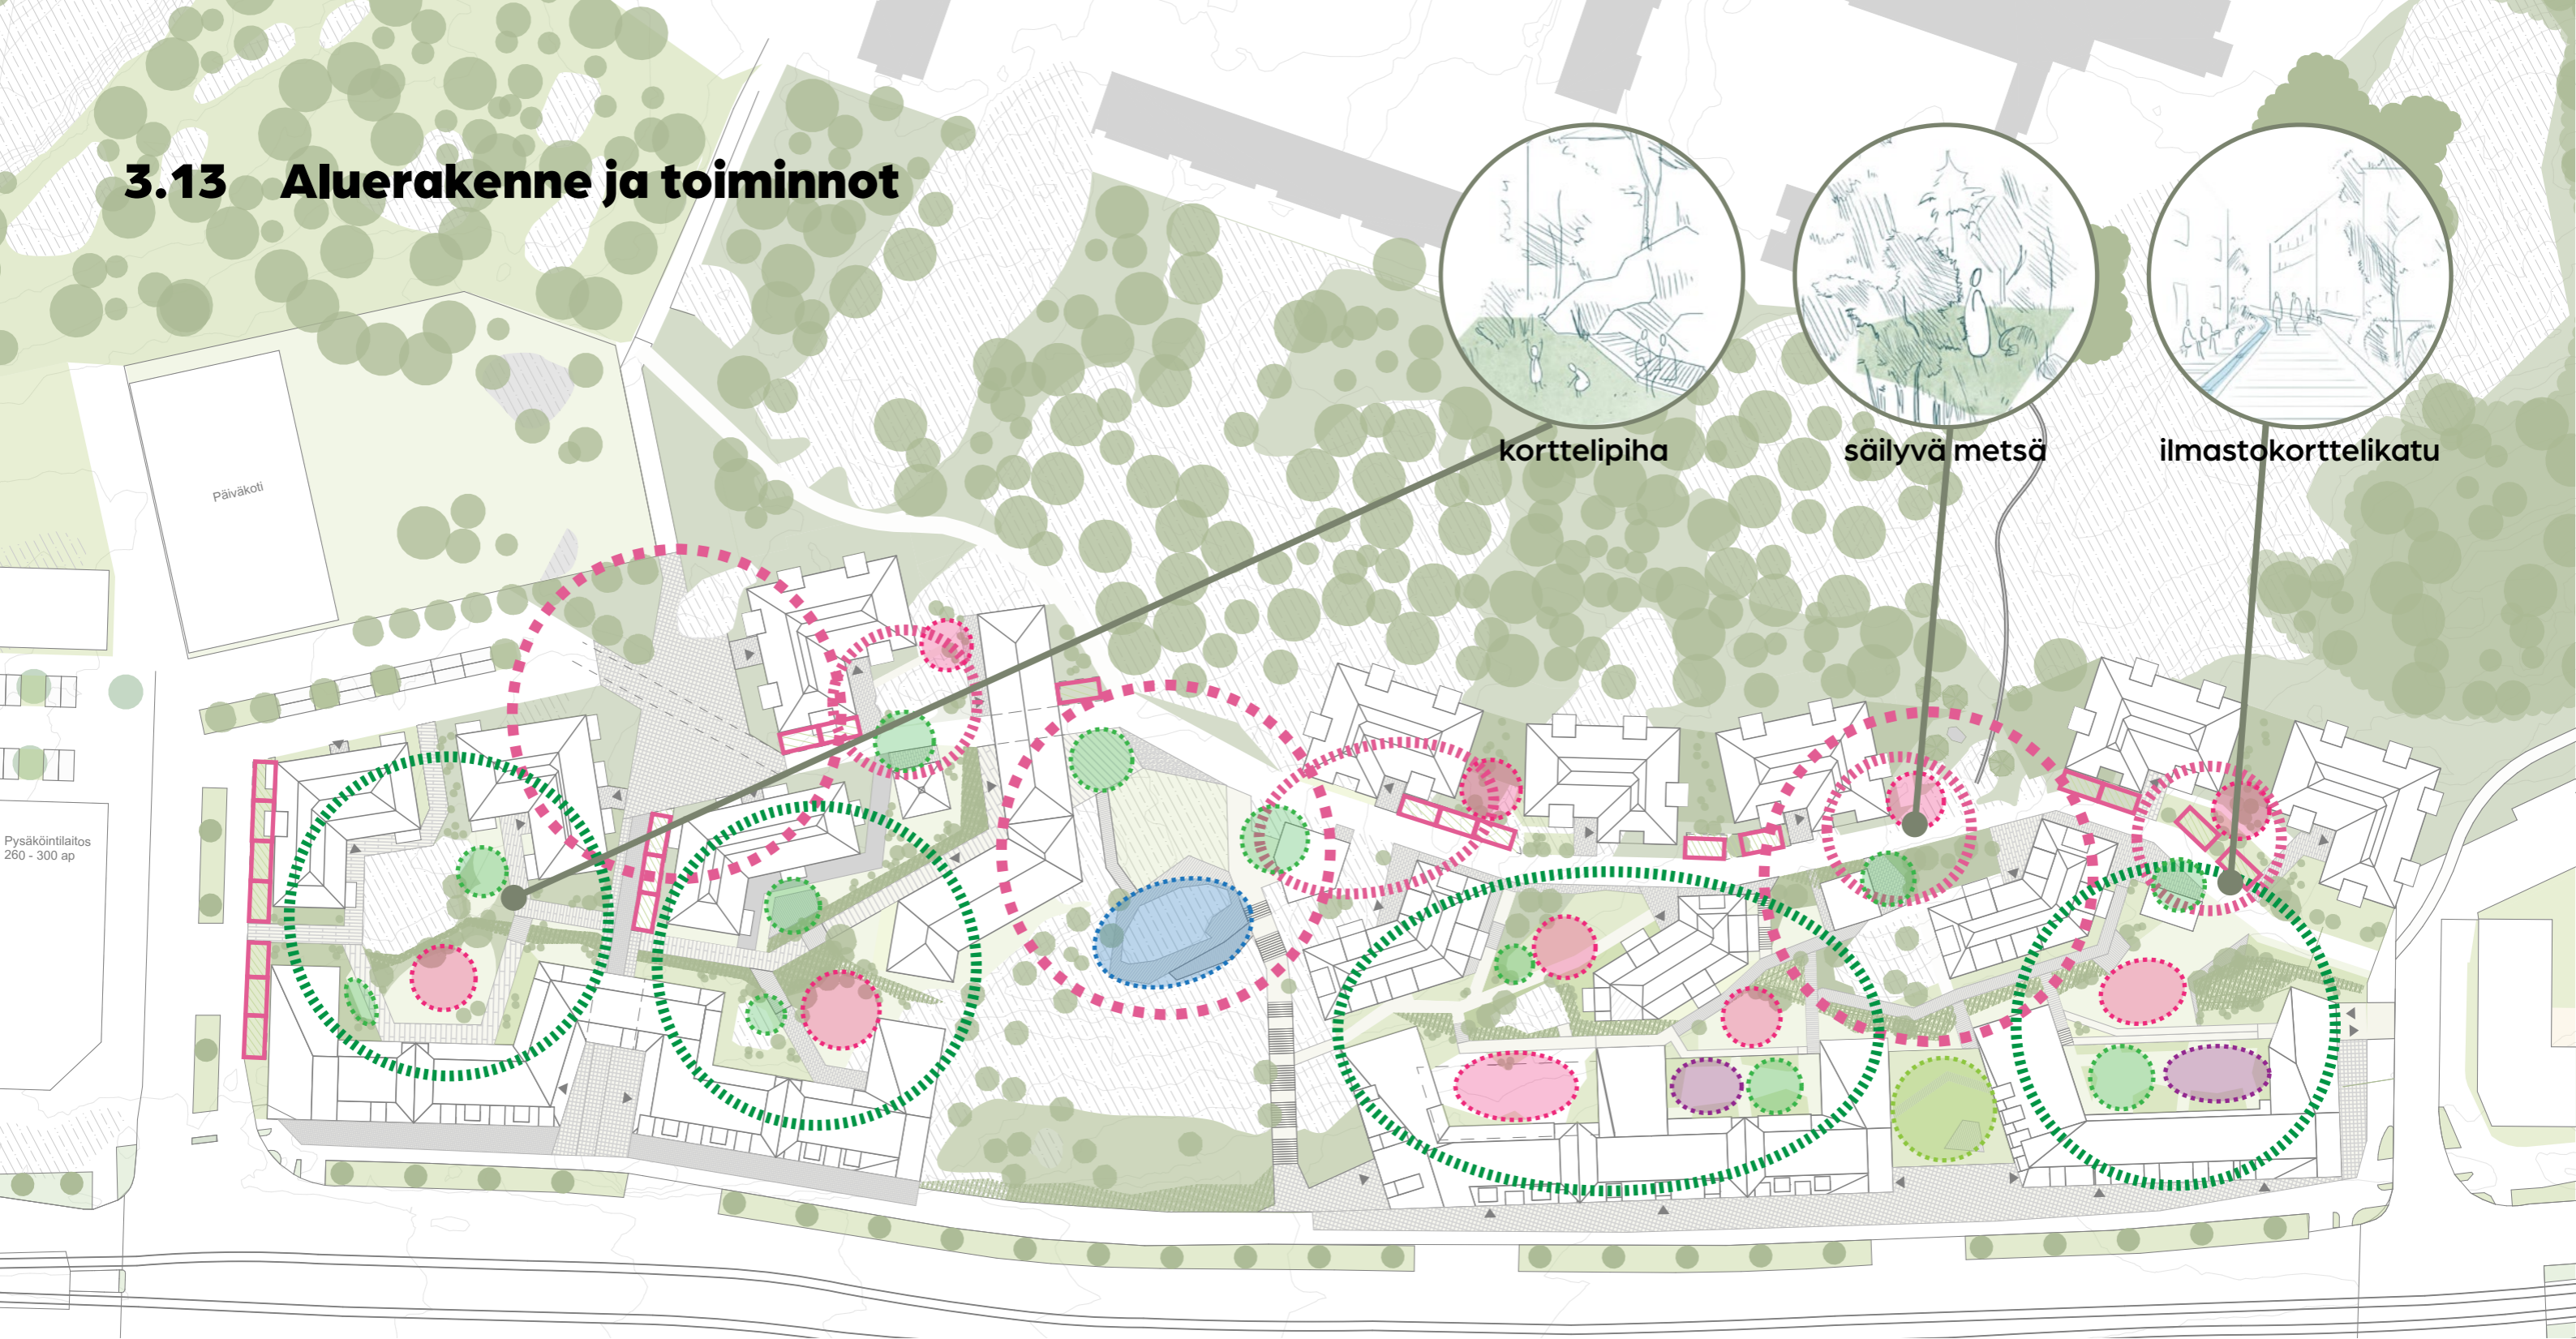 3.13 Aluerakenne ja toiminnot
korttelipiha
säilyvä metsä
ilmastokorttelikatu
Päiväkoti
Pysäköintilaitos
260 - 300 ap